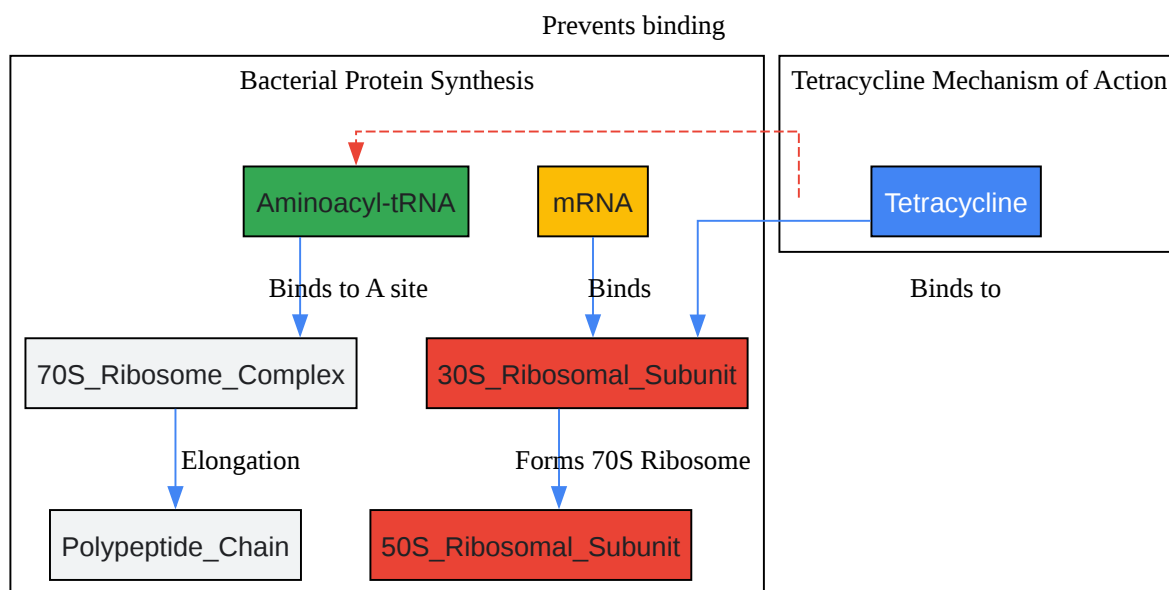 Prevents binding
Bacterial Protein Synthesis
Tetracycline Mechanism of Action
Aminoacyl-tRNA
mRNA
Tetracycline
Binds to A site
Binds
Binds to
70S_Ribosome_Complex
30S_Ribosomal_Subunit
Elongation
Forms 70S Ribosome
Polypeptide_Chain
50S_Ribosomal_Subunit